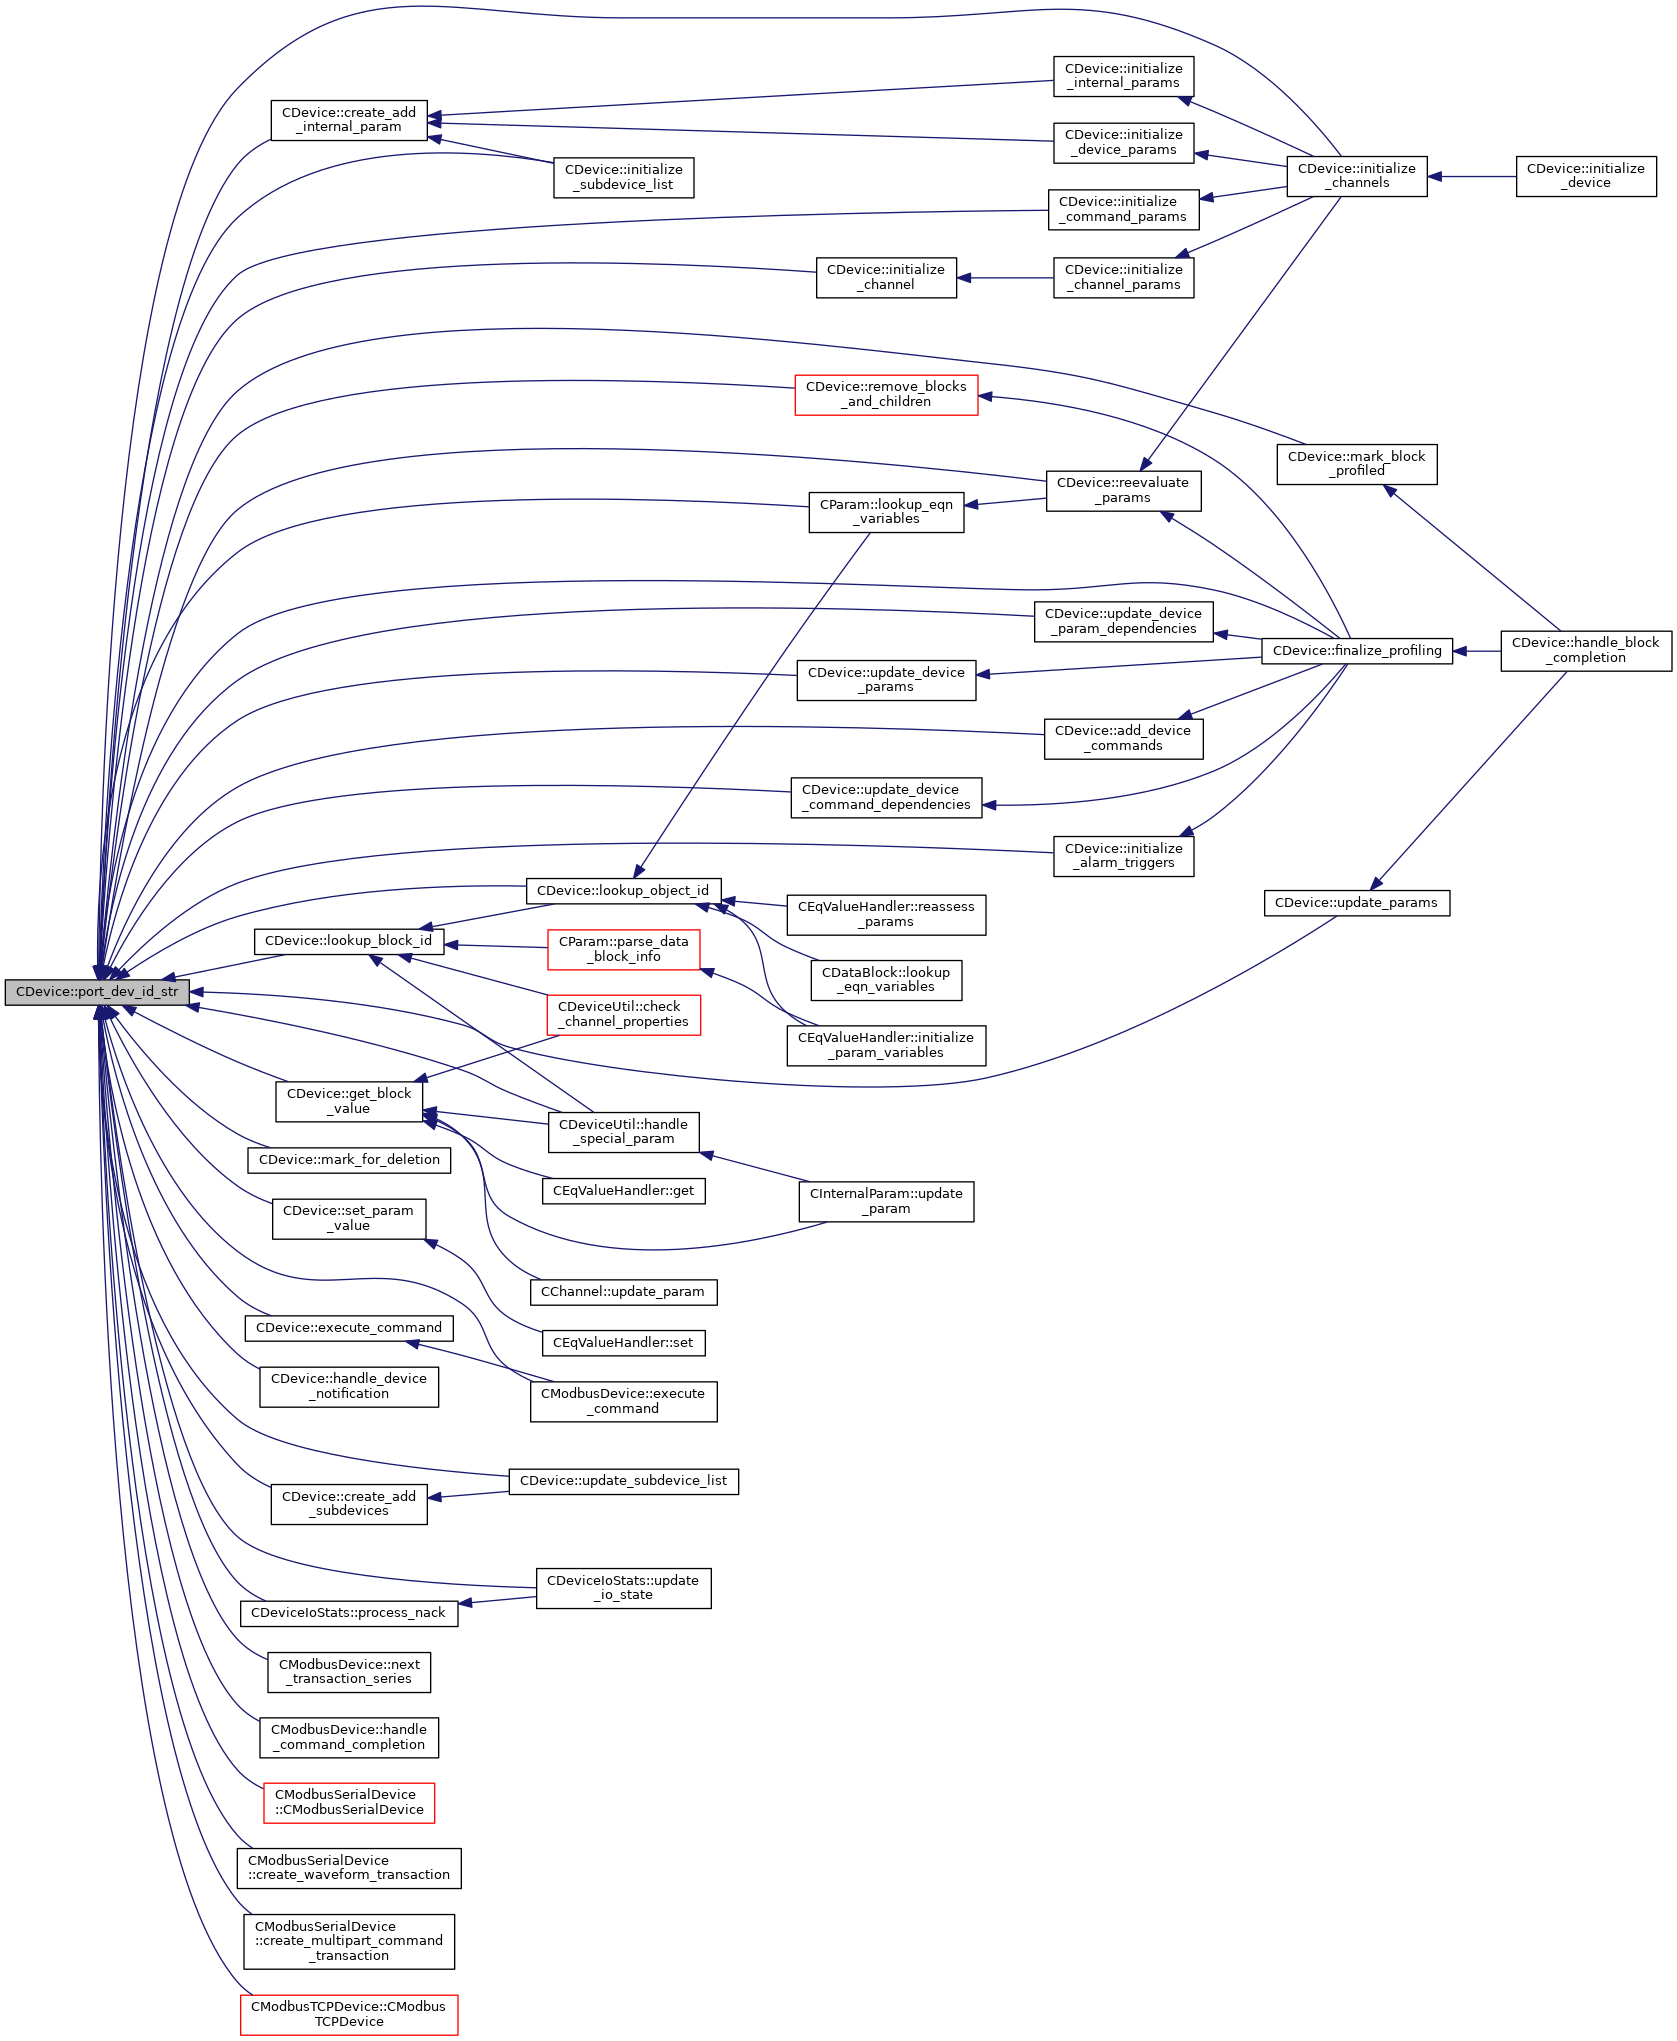 CDevice::initialize
_internal_params
CDevice::create_add
_internal_param
CDevice::initialize
_device_params
CDevice::initialize
_subdevice_list
CDevice::initialize
_channels
CDevice::initialize
_device
CDevice::initialize
_command_params
CDevice::initialize
_channel
CDevice::initialize
_channel_params
CDevice::remove_blocks
_and_children
CDevice::mark_block
_profiled
CDevice::reevaluate
_params
CParam::lookup_eqn
_variables
CDevice::update_device
_param_dependencies
CDevice::finalize_profiling
CDevice::handle_block
_completion
CDevice::update_device
_params
CDevice::add_device
_commands
CDevice::update_device
_command_dependencies
CDevice::initialize
_alarm_triggers
CDevice::lookup_object_id
CEqValueHandler::reassess
_params
CDevice::update_params
CDevice::lookup_block_id
CParam::parse_data
_block_info
CDataBlock::lookup
_eqn_variables
CDevice::port_dev_id_str
CDeviceUtil::check
_channel_properties
CEqValueHandler::initialize
_param_variables
CDevice::get_block
_value
CDeviceUtil::handle
_special_param
CDevice::mark_for_deletion
CEqValueHandler::get
CInternalParam::update
_param
CDevice::set_param
_value
CChannel::update_param
CDevice::execute_command
CEqValueHandler::set
CDevice::handle_device
_notification
CModbusDevice::execute
_command
CDevice::update_subdevice_list
CDevice::create_add
_subdevices
CDeviceIoStats::update
_io_state
CDeviceIoStats::process_nack
CModbusDevice::next
_transaction_series
CModbusDevice::handle
_command_completion
CModbusSerialDevice
::CModbusSerialDevice
CModbusSerialDevice
::create_waveform_transaction
CModbusSerialDevice
::create_multipart_command
_transaction
CModbusTCPDevice::CModbus
TCPDevice